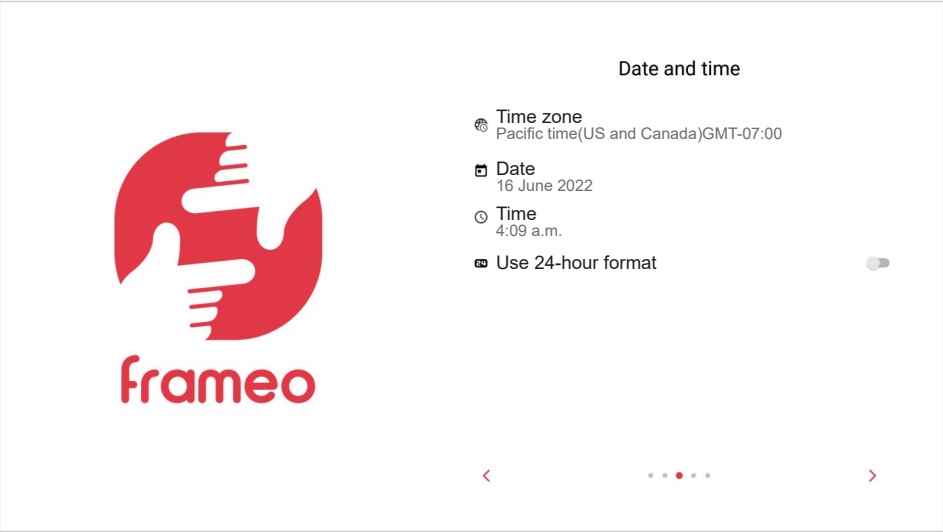 Date and time
Time zone
Pacific time(US and Canada)GMT-07:00
Date
16 June 2022
Time
4:09 a.m.
24 Use 24-hour format
frameo